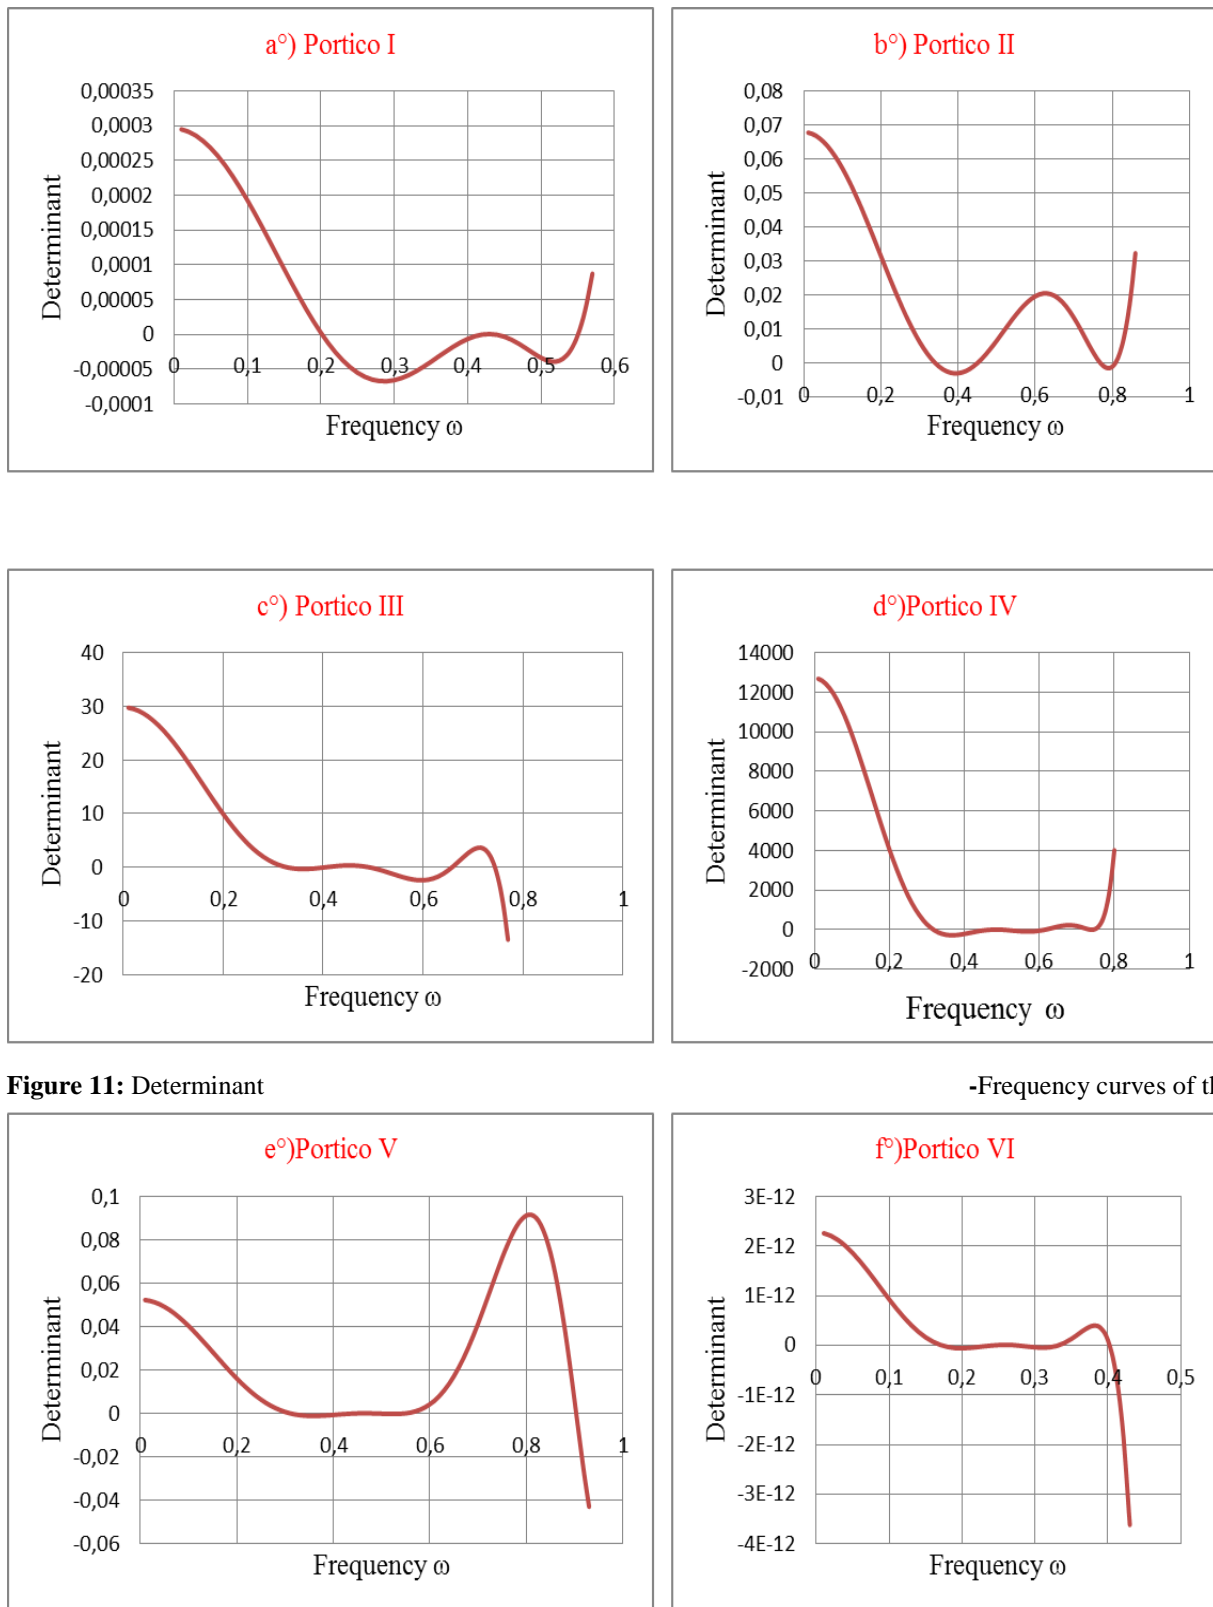 a°) Portico I
0,00035
0,0003
0,00025
0,0002
0,00015
0,0001
0,00005
0
-0,00005
-0,0001
0 0,1 0,2 0,3 0,4 0,5 0,6
Determinant
Frequency ω
b°) Portico II
0,08
0,07
0,06
0,05
0,04
0,03
0,02
0,01
0
-0,01
0 0,2 0,4 0,6 0,8 1
Determinant
Frequency ω
c°) Portico III
40
30
20
10
0
-10
-20
0 0,2 0,4 0,6 0,8 1
Determinant
Frequency ω
d°)Portico IV
14000
12000
10000
8000
6000
4000
2000
0
-2000
0 0,2 0,4 0,6 0,8 1
Determinant
Frequency ω
Figure 11: Determinant -Frequency curves of
e°)Portico V
0,1
0,08
0,06
0,04
0,02
0
-0,02
-0,04
-0,06
0 0,2 0,4 0,6 0,8 1
Determinant
Frequency ω
f°)Portico VI
3E-12
2E-12
1E-12
0
-1E-12
-2E-12
-3E-12
-4E-12
0 0,1 0,2 0,3 0,4 0,5
Determinant
Frequency ω